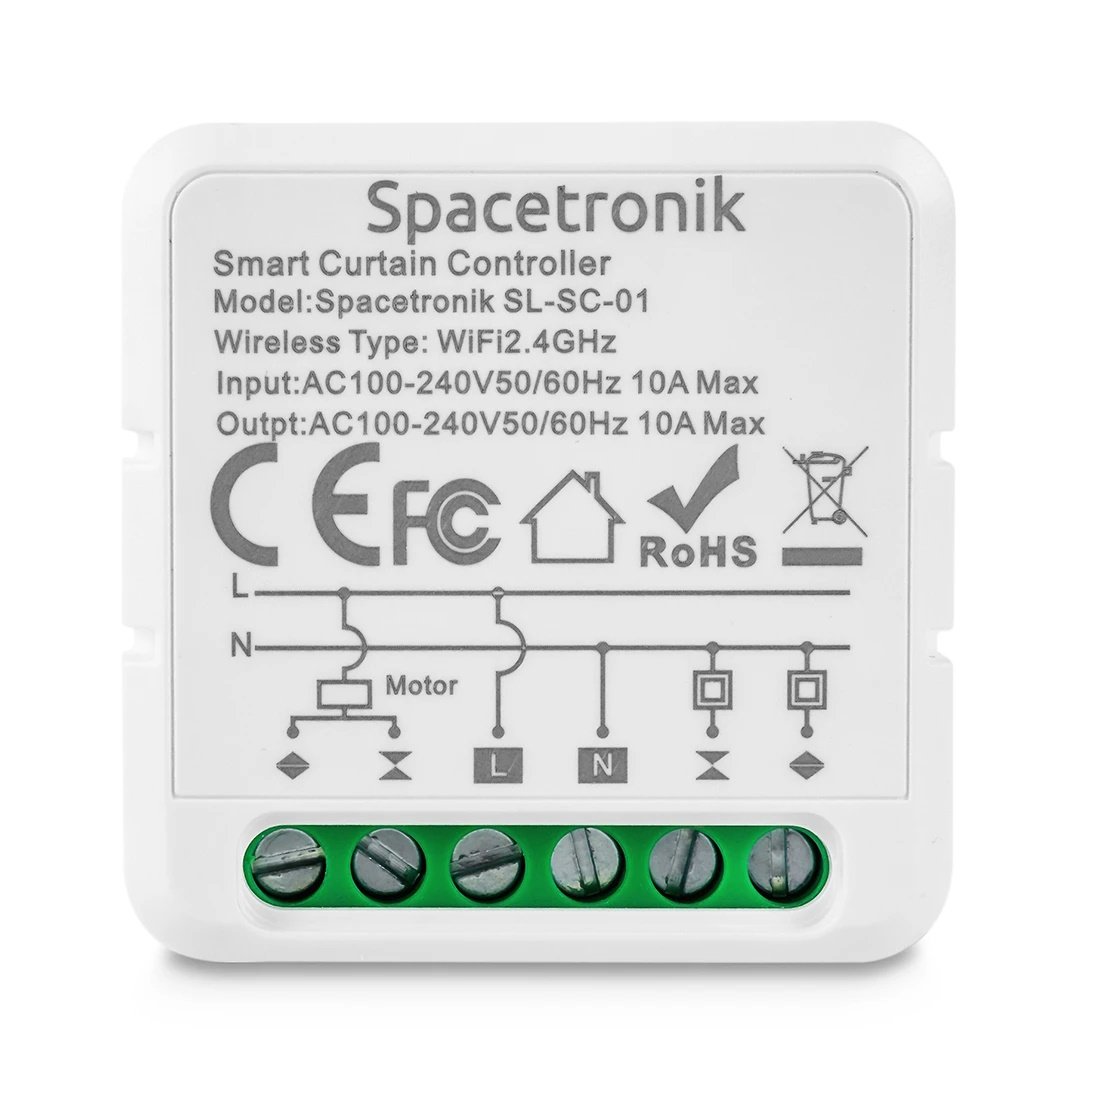 Spacetronik
Smart Curtain Controller
Model:Spacetronik SL-SC-01
Wireless Type: WiFi2.4GHz
Input:AC100-240V50/60Hz 10A Max
Outpt:AC100-240V50/60Hz 10A Max
CE FC RoHS
L
N
Motor
L N